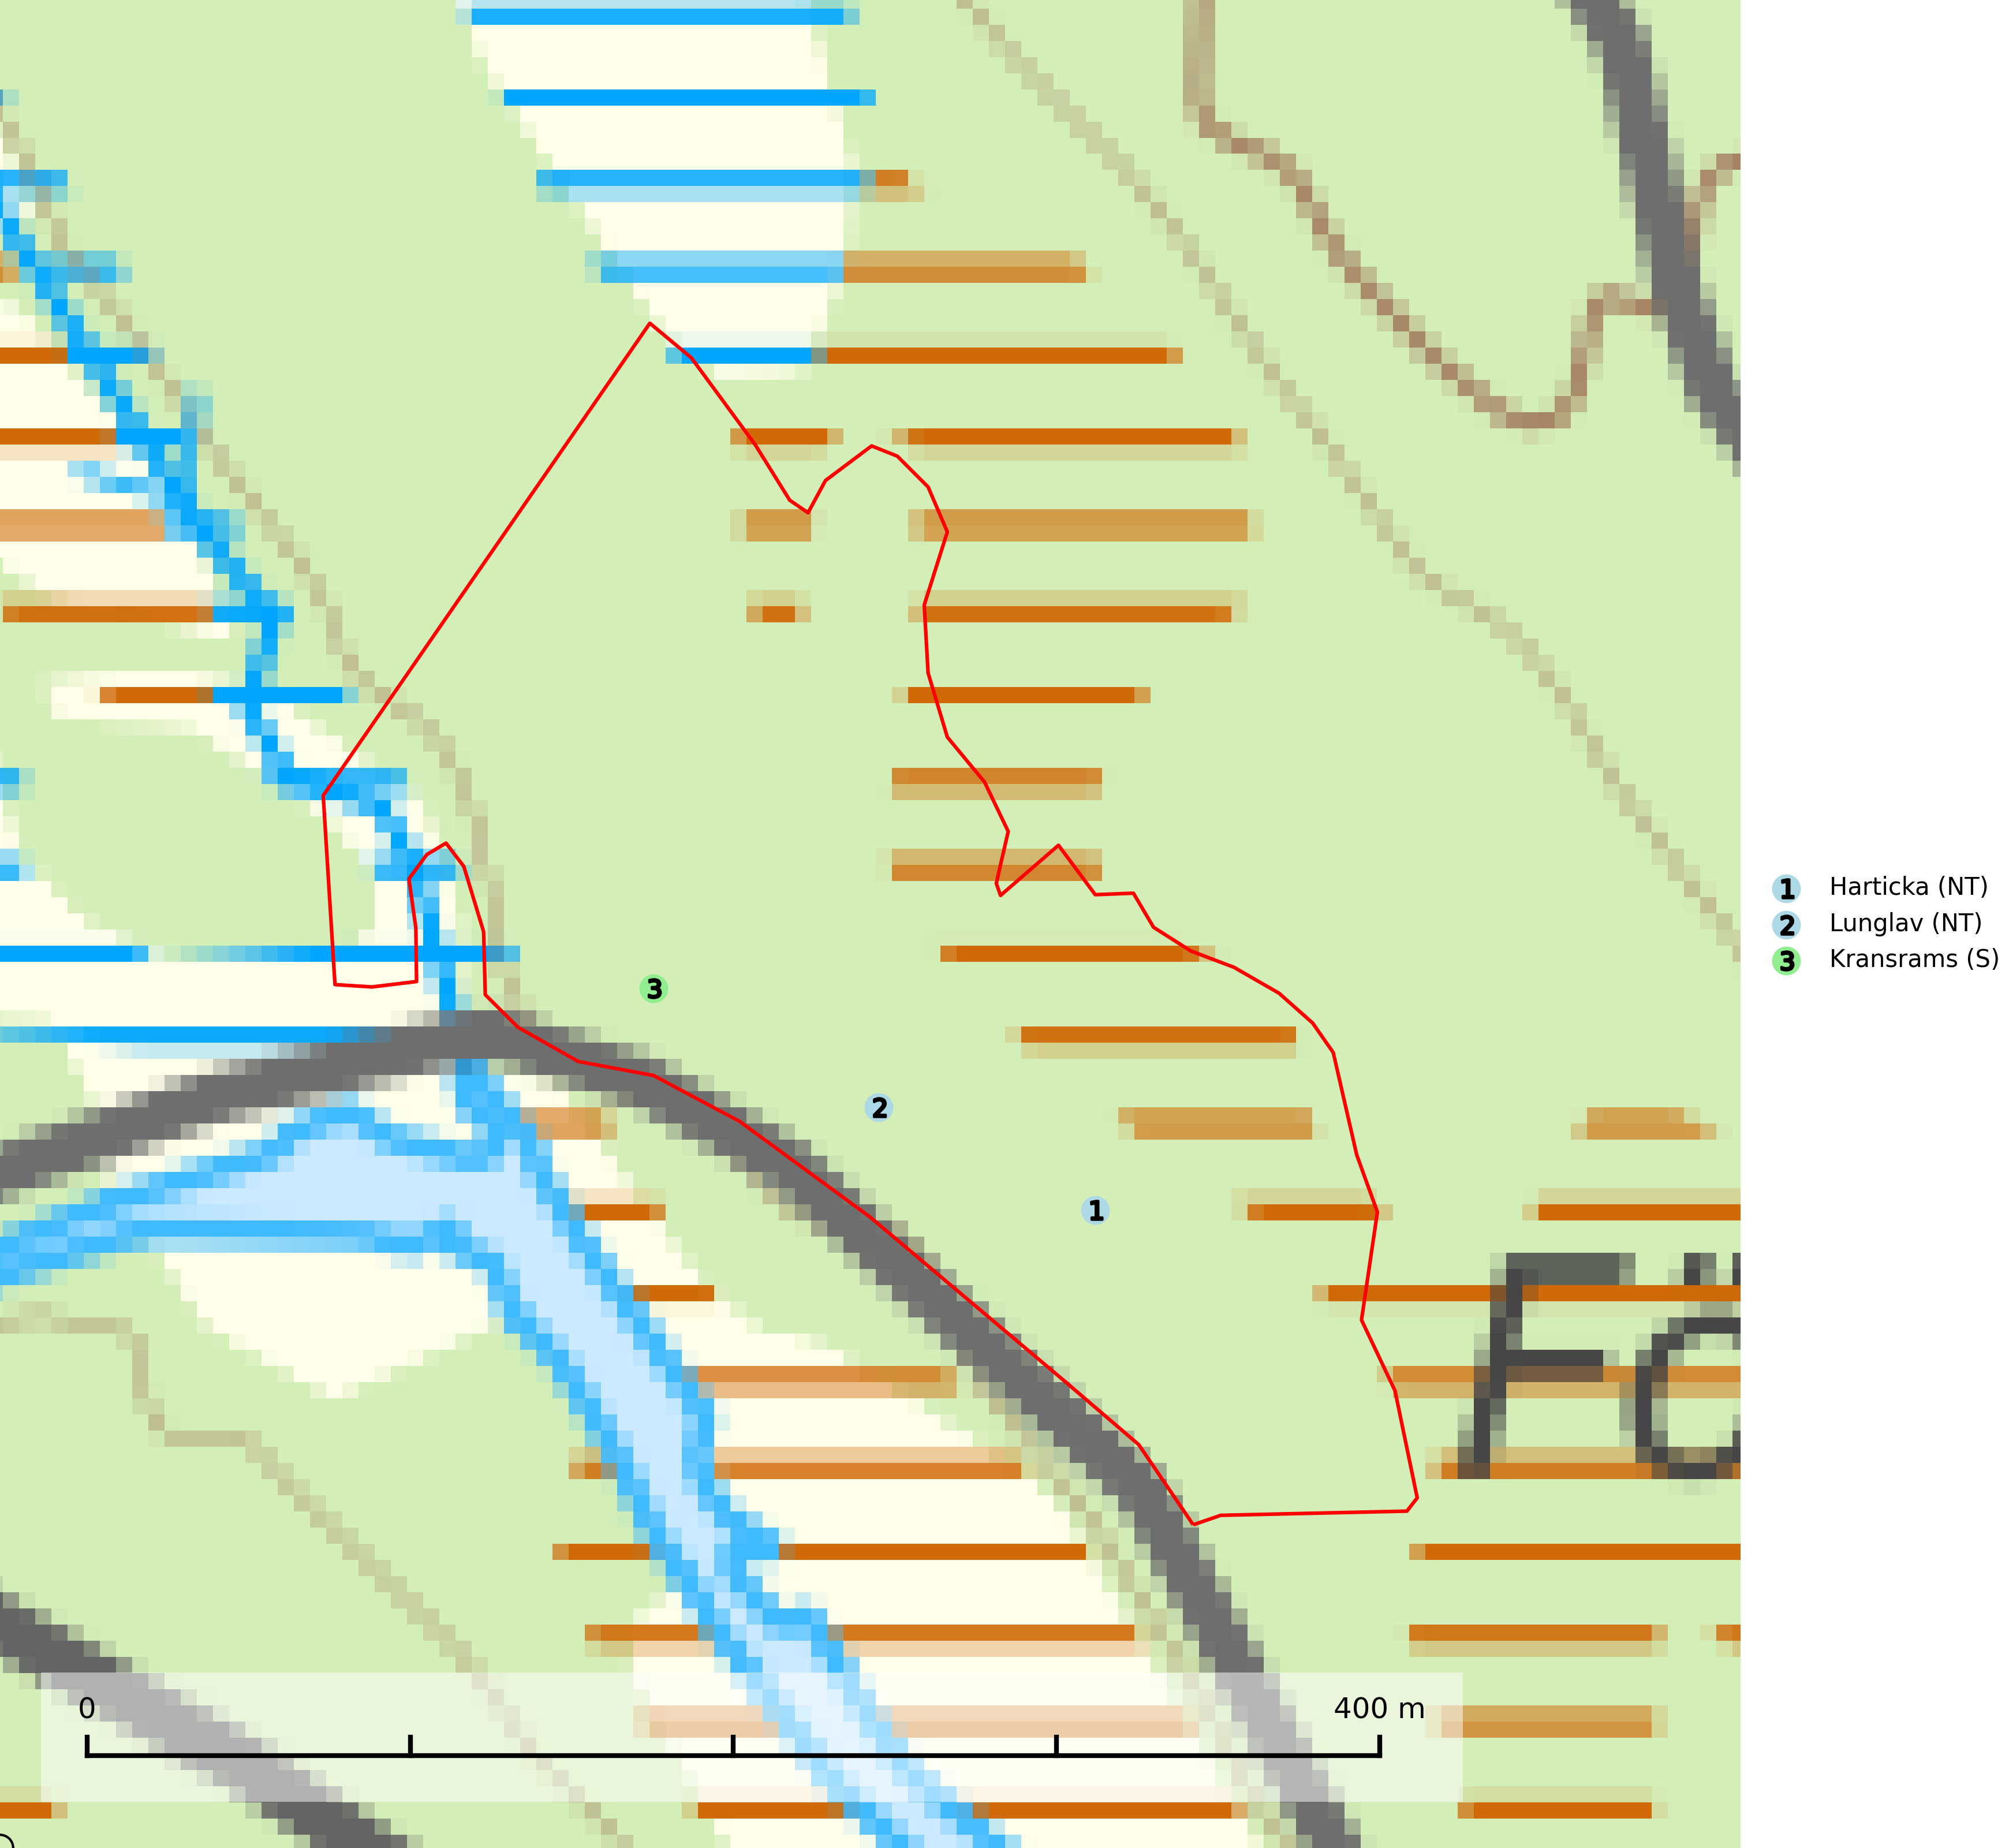 3
2
1
0 400 m
1 Harticka (NT)
2 Lunglav (NT)
3 Kransrams (S)